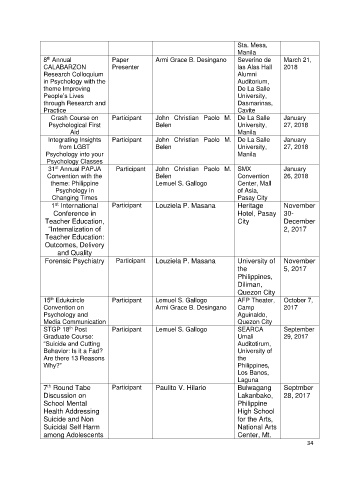 Sta. Mesa,
Manila
8th Annual
CALABARZON
Research Colloquium
in Psychology with the
theme Improving
People's Lives
through Research and
Practice
Paper
Presenter
Armi Grace B. Desingano
Severino de
las Alas Hall
Alumni
Auditorium,
De La Salle
University,
Dasmarinas,
Cavite
March 21,
2018
Crash Course on
Psychological First
Aid
Participant
John Christian Paolo M.
Belen
De La Salle
University,
Manila
January
27, 2018
Integrating Insights
from LGBT
Psychology into your
Psychology Classes
Participant
John Christian Paolo M.
Belen
De La Salle
University,
Manila
January
27, 2018
31st Annual PAPJA
Convention with the
theme: Philippine
Psychology in
Changing Times
Participant
John Christian Paolo M.
Belen
Lemuel S. Gallogo
SMX
Convention
Center, Mall
of Asia,
Pasay City
January
26, 2018
1st International
Conference in
Teacher Education,
"Internalization of
Teacher Education:
Outcomes, Delivery
and Quality
Participant
Louziela P. Masana
Heritage
Hotel, Pasay
City
November
30-
December
2, 2017
Forensic Psychiatry
Participant
Louziela P. Masana
University of
the
Philippines,
Diliman,
Quezon City
November
5, 2017
15th Educkircle
Convention on
Psychology and
Media Communication
Participant
Lemuel S. Gallogo
Armi Grace B. Desingano
AFP Theater,
Camp
Aguinaldo,
Quezon City
October 7,
2017
STGP 18th Post
Graduate Course:
"Suicide and Cutting
Behavior: Is it a Fad?
Are there 13 Reasons
Why?"
Participant
Lemuel S. Gallogo
SEARCA
Umali
Auditotirum,
University of
the
Philippines,
Los Banos,
Laguna
September
29, 2017
7th Round Tabe
Discussion on
School Mental
Health Addressing
Suicide and Non
Suicidal Self Harm
among Adolescents
Participant
Paulito V. Hilario
Bulwagang
Lakanbako,
Philippine
High School
for the Arts,
National Arts
Center, Mt.
Septmber
28, 2017
34